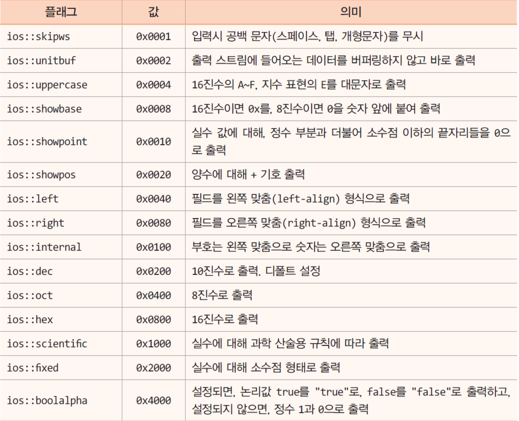 플래그 값 의미
ios::skipws 0x0001 입력시 공백 문자(스페이스, 탭, 개행문자)를 무시
ios::unitbuf 0x0002 출력 스트림에 들어오는 데이터를 버퍼링하지 않고 바로 출력
ios::uppercase 0x0004 16진수의 A~F, 지수 표현의 E를 대문자로 출력
ios::showbase 0x0008 16진수이면 0x를, 8진수이면 0을 숫자 앞에 붙여 출력
ios::showpoint 0x0010 실수 값에 대해, 정수 부분과 더불어 소수점 이하의 끝자리들을 0으
로 출력
ios::showpos 0x0020 양수에 대해 + 기호 출력
ios::left 0x0040 필드를 왼쪽 맞춤(left-align) 형식으로 출력
ios::right 0x0080 필드를 오른쪽 맞춤(right-align) 형식으로 출력
ios::internal 0x0100 부호는 왼쪽 맞춤으로 숫자는 오른쪽 맞춤으로 출력
ios::dec 0x0200 10진수로 출력. 디폴트 설정
ios::oct 0x0400 8진수로 출력
ios::hex 0x0800 16진수로 출력
ios::scientific 0x1000 실수에 대해 과학 산술용 규칙에 따라 출력
ios::fixed 0x2000 실수에 대해 소수점 형태로 출력
ios::boolalpha 0x4000 설정되면, 논리값 true를 "true"로, false를 "false"로 출력하고,
설정되지 않으면, 정수 1과 0으로 출력